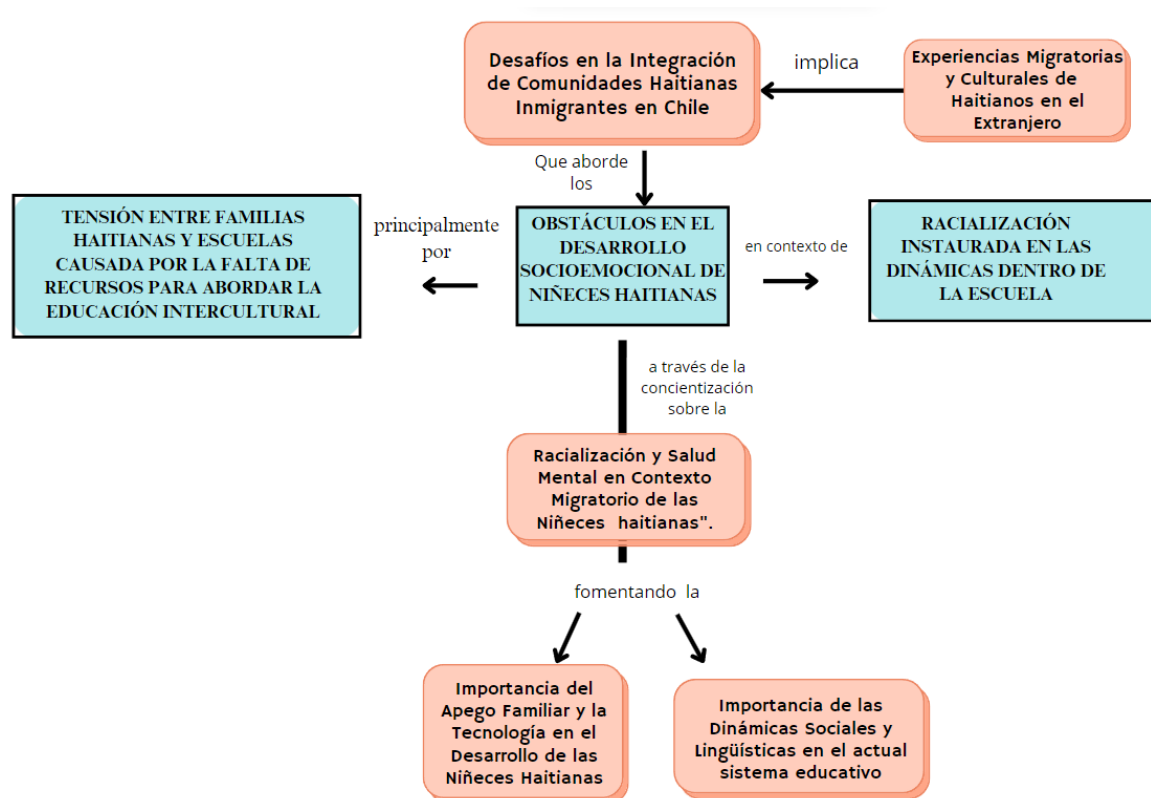 Desafíos en la Integración
de Comunidades Haitianas
Inmigrantes en Chile
implica
Experiencias Migratorias
y Culturales de
Haitianos en el
Extranjero
Que aborde
los
TENSIÓN ENTRE FAMILIAS
HAITIANAS Y ESCUELAS
CAUSADA POR LA FALTA DE
RECURSOS PARA ABORDAR LA
EDUCACIÓN INTERCULTURAL
principalmente
por
OBSTÁCULOS EN EL
DESARROLLO
SOCIOEMOCIONAL DE
NIÑECES HAITIANAS
en contexto de
RACIALIZACIÓN
INSTAURADA EN LAS
DINÁMICAS DENTRO DE
LA ESCUELA
a través de la
concientización
sobre la
Racialización y Salud
Mental en Contexto
Migratorio de las
Niñeces haitianas".
fomentando la
Importancia del
Apego Familiar y la
Tecnología en el
Desarrollo de las
Niñeces Haitianas
Importancia de las
Dinámicas Sociales y
Lingüísticas en el actual
sistema educativo